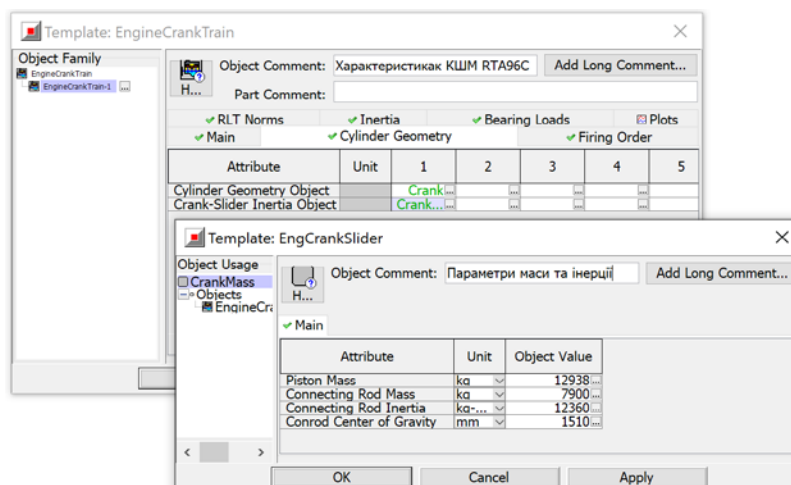 Template: EngineCrankTrain
Object Family
EngineCrankTrain
EngineCrankTrain-1
H...
Object Comment: Характеристикак КШМ RTA96C Add Long Comment...
Part Comment:
RLT Norms Inertia Bearing Loads Plots
Main Cylinder Geometry Firing Order
Attribute Unit 1 2 3 4 5
Cylinder Geometry Object Crank
Crank-Slider Inertia Object Crank...
Template: EngCrankSlider
Object Usage
CrankMass
Objects
EngineCra
H...
Object Comment: Параметри маси та інерції Add Long Comment...
Main
Attribute Unit Object Value
Piston Mass kg 12938
Connecting Rod Mass kg 7900
Connecting Rod Inertia kg-... 12360
Conrod Center of Gravity mm 1510
OK Cancel Apply